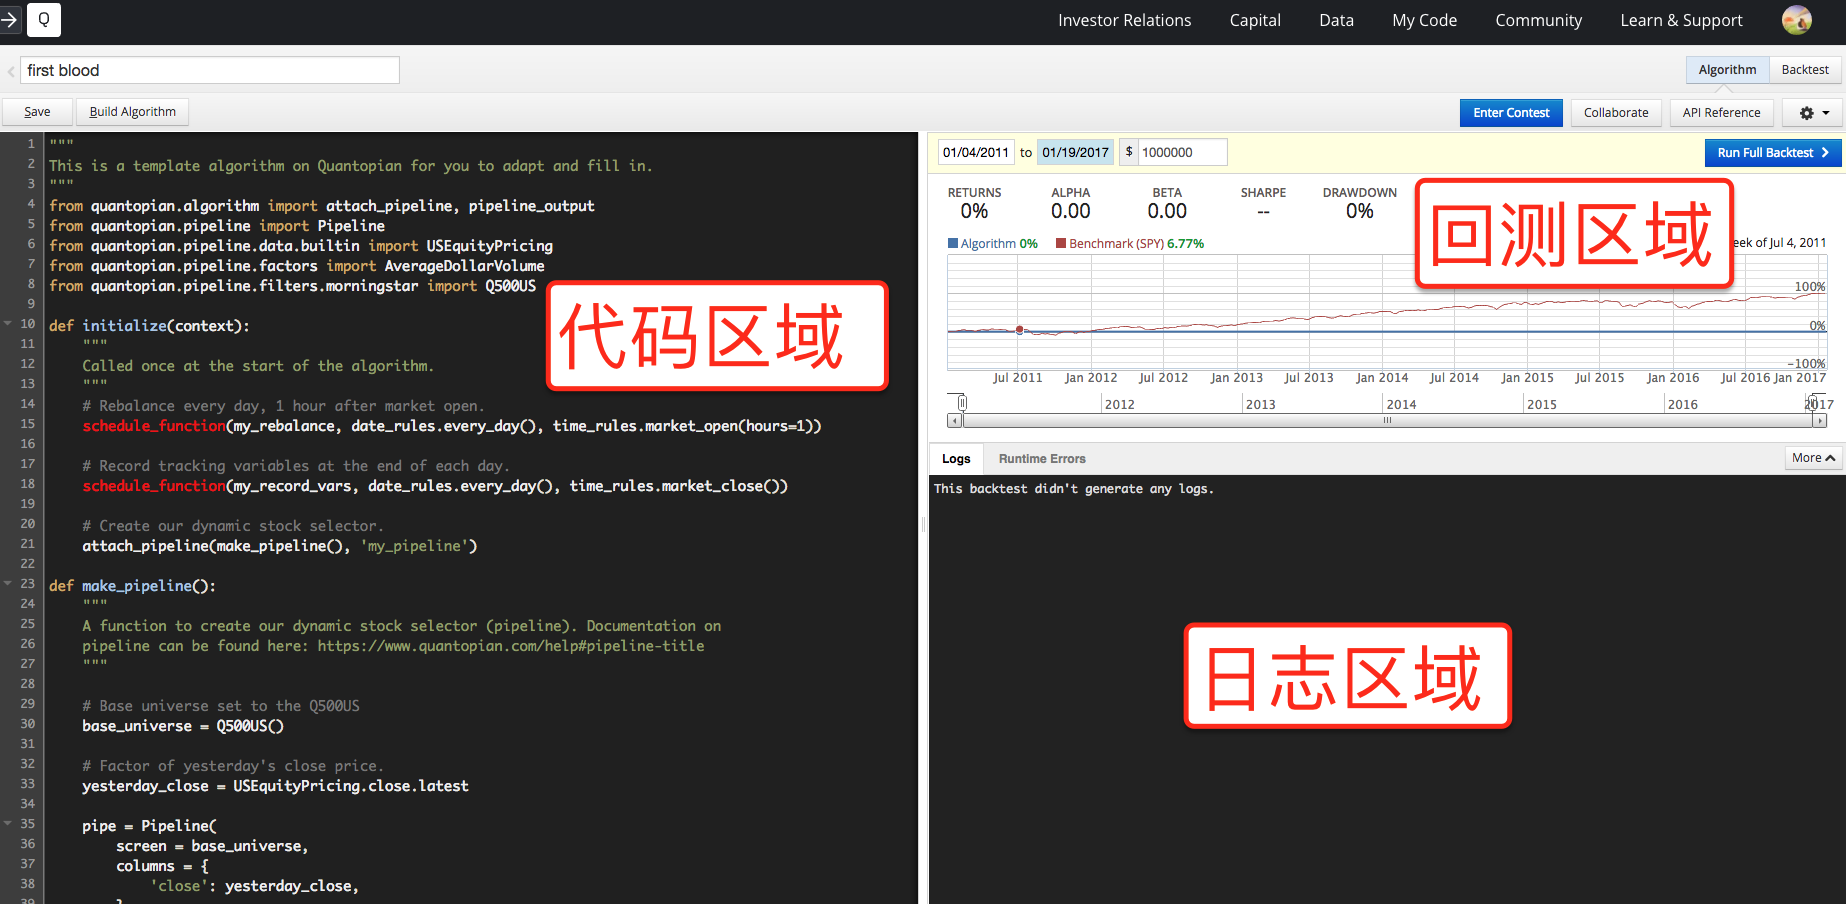 Q
Investor Relations Capital Data My Code Community Learn & Support
first blood
Algorithm Backtest
Save Build Algorithm
Enter Contest Collaborate API Reference
1 """
2 This is a template algorithm on Quantopian for you to adapt and fill in.
3 """
4 from quantopian.algorithm import attach_pipeline, pipeline_output
5 from quantopian.pipeline import Pipeline
6 from quantopian.pipeline.data.builtin import USEquityPricing
7 from quantopian.pipeline.factors import AverageDollarVolume
8 from quantopian.pipeline.filters.morningstar import Q500US
9
10 def initialize(context):
11 """
12 Called once at the start of the algorithm.
13 """
14 # Rebalance every day, 1 hour after market open.
15 schedule_function(my_rebalance, date_rules.every_day(), time_rules.market_open(hours=1))
16
17 # Record tracking variables at the end of each day.
18 schedule_function(my_record_vars, date_rules.every_day(), time_rules.market_close())
19
20 # Create our dynamic stock selector.
21 attach_pipeline(make_pipeline(), 'my_pipeline')
22
23 def make_pipeline():
24 """
25 A function to create our dynamic stock selector (pipeline). Documentation on
26 pipeline can be found here: https://www.quantopian.com/help#pipeline-title
27 """
28
29 # Base universe set to the Q500US
30 base_universe = Q500US()
31
32 # Factor of yesterday's close price.
33 yesterday_close = USEquityPricing.close.latest
34
35 pipe = Pipeline(
36 screen = base_universe,
37 columns = {
38 'close': yesterday_close,
39 }
代码区域
01/04/2011 to 01/19/2017 $ 1000000 Run Full Backtest
RETURNS ALPHA BETA SHARPE DRAWDOWN
0% 0.00 0.00 -- 0%
回测区域
Algorithm 0% Benchmark (SPY) 6.77% eek of Jul 4, 2011
100%
0%
-100%
Jul 2011 Jan 2012 Jul 2012 Jan 2013 Jul 2013 Jan 2014 Jul 2014 Jan 2015 Jul 2015 Jan 2016 Jul 2016 Jan 2017
2012 2013 2014 2015 2016 2017
Logs Runtime Errors More
This backtest didn't generate any logs.
日志区域